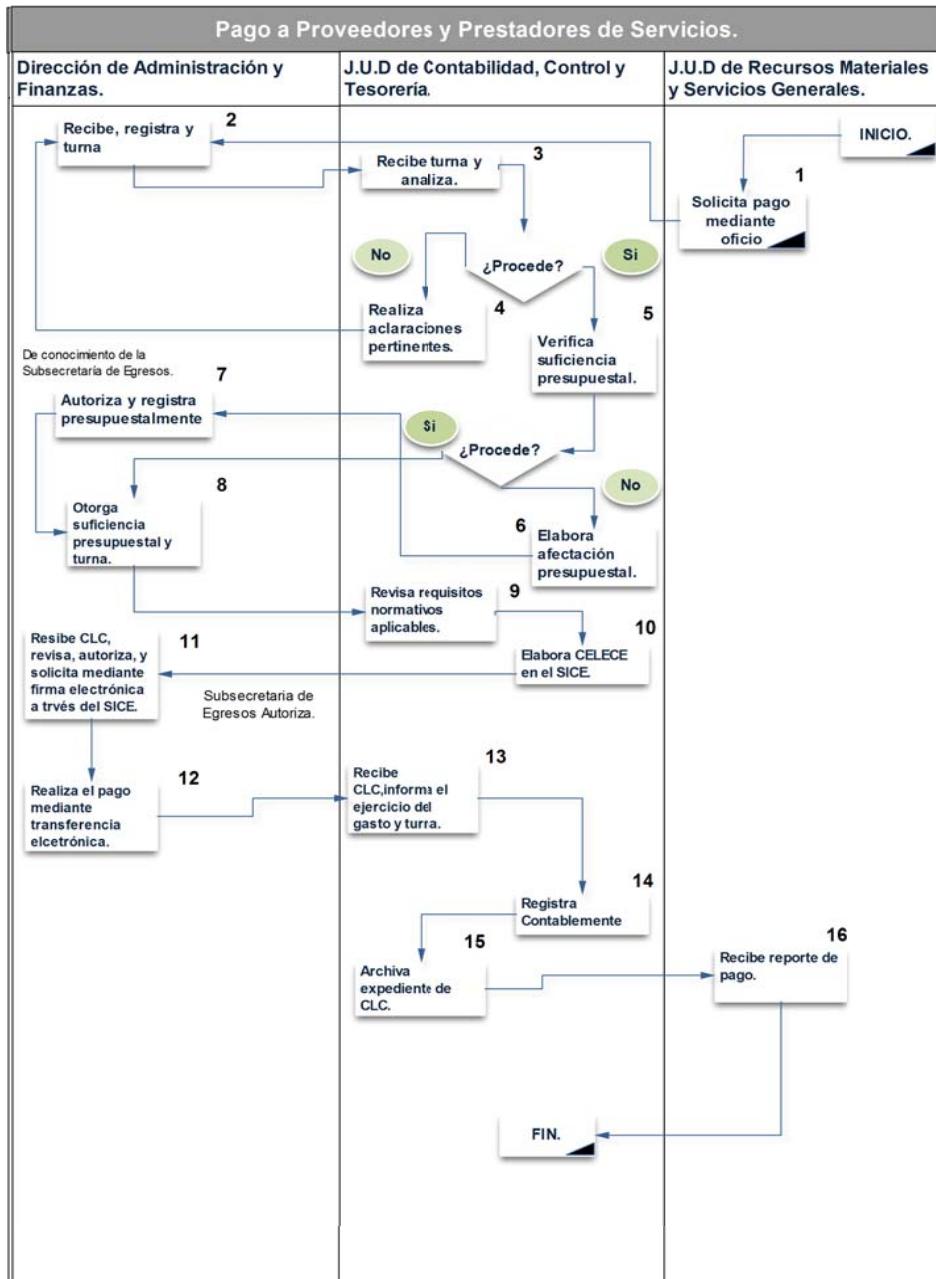 Pago a Proveedores y Prestadores de Servicios.
Dirección de Administración y
Finanzas.
J.U.D de Contabilidad, Control y
Tesorería.
J.U.D de Recursos Materiales
y Servicios Generales.
INICIO.
1
Solicita pago
mediante
oficio
2
Recibe, registra y
turna
3
Recibe turna y
analiza.
¿Procede?
No
Si
4
Realiza
aclaraciones
pertinentes.
5
Verifica
suficiencia
presupuestal.
¿Procede?
Si
No
6
Elabora
afectación
presupuestal.
De conocimiento de la
Subsecretaría de Egresos.
7
Autoriza y registra
presupuestalmente
8
Otorga
suficiencia
presupuestal y
turna.
9
Revisa requisitos
normativos
aplicables.
10
Elabora CELECE
en el SICE.
11
Resibe CLC,
revisa, autoriza, y
solicita mediante
firma electrónica
a trvés del SICE.
Subsecretaria de
Egresos Autoriza.
12
Realiza el pago
mediante
transferencia
elcetrónica.
13
Recibe
CLC,informa el
ejercicio del
gasto y turra.
14
Registra
Contablemente
15
Archiva
expediente de
CLC.
16
Recibe reporte de
pago.
FIN.